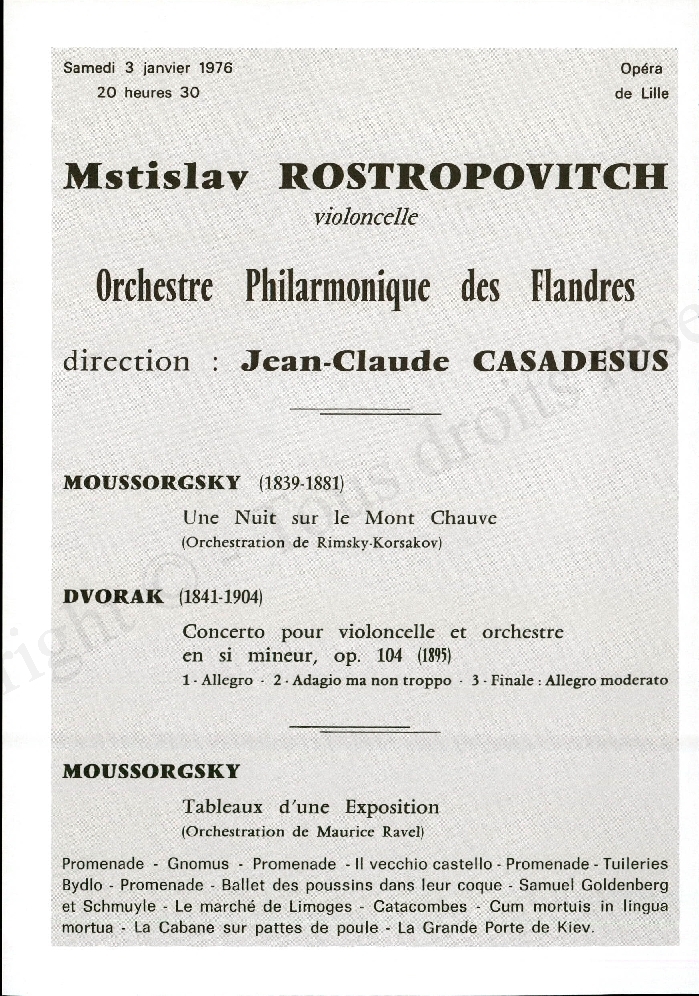 Samedi 3 janvier 1976
20 heures 30
Opéra
de Lille
Mstislav ROSTROPOVITCH
violoncelle
Orchestre Philarmonique des Flandres
direction : Jean-Claude CASADESUS
MOUSSORGSKY (1839-1881)
Une Nuit sur le Mont Chauve
(Orchestration de Rimsky-Korsakov)
DVORAK (1841-1904)
Concerto pour violoncelle et orchestre
en si mineur, op. 104 (1895)
1 - Allegro - 2 - Adagio ma non troppo - 3 - Finale : Allegro moderato
MOUSSORGSKY
Tableaux d'une Exposition
(Orchestration de Maurice Ravel)
Promenade - Gnomus - Promenade - Il vecchio castello - Promenade - Tuileries
Bydlo - Promenade - Ballet des poussins dans leur coque - Samuel Goldenberg
et Schmuyle - Le marché de Limoges - Catacombes - Cum mortuis in lingua
mortua - La Cabane sur pattes de poule - La Grande Porte de Kiev.
© - Tous droits